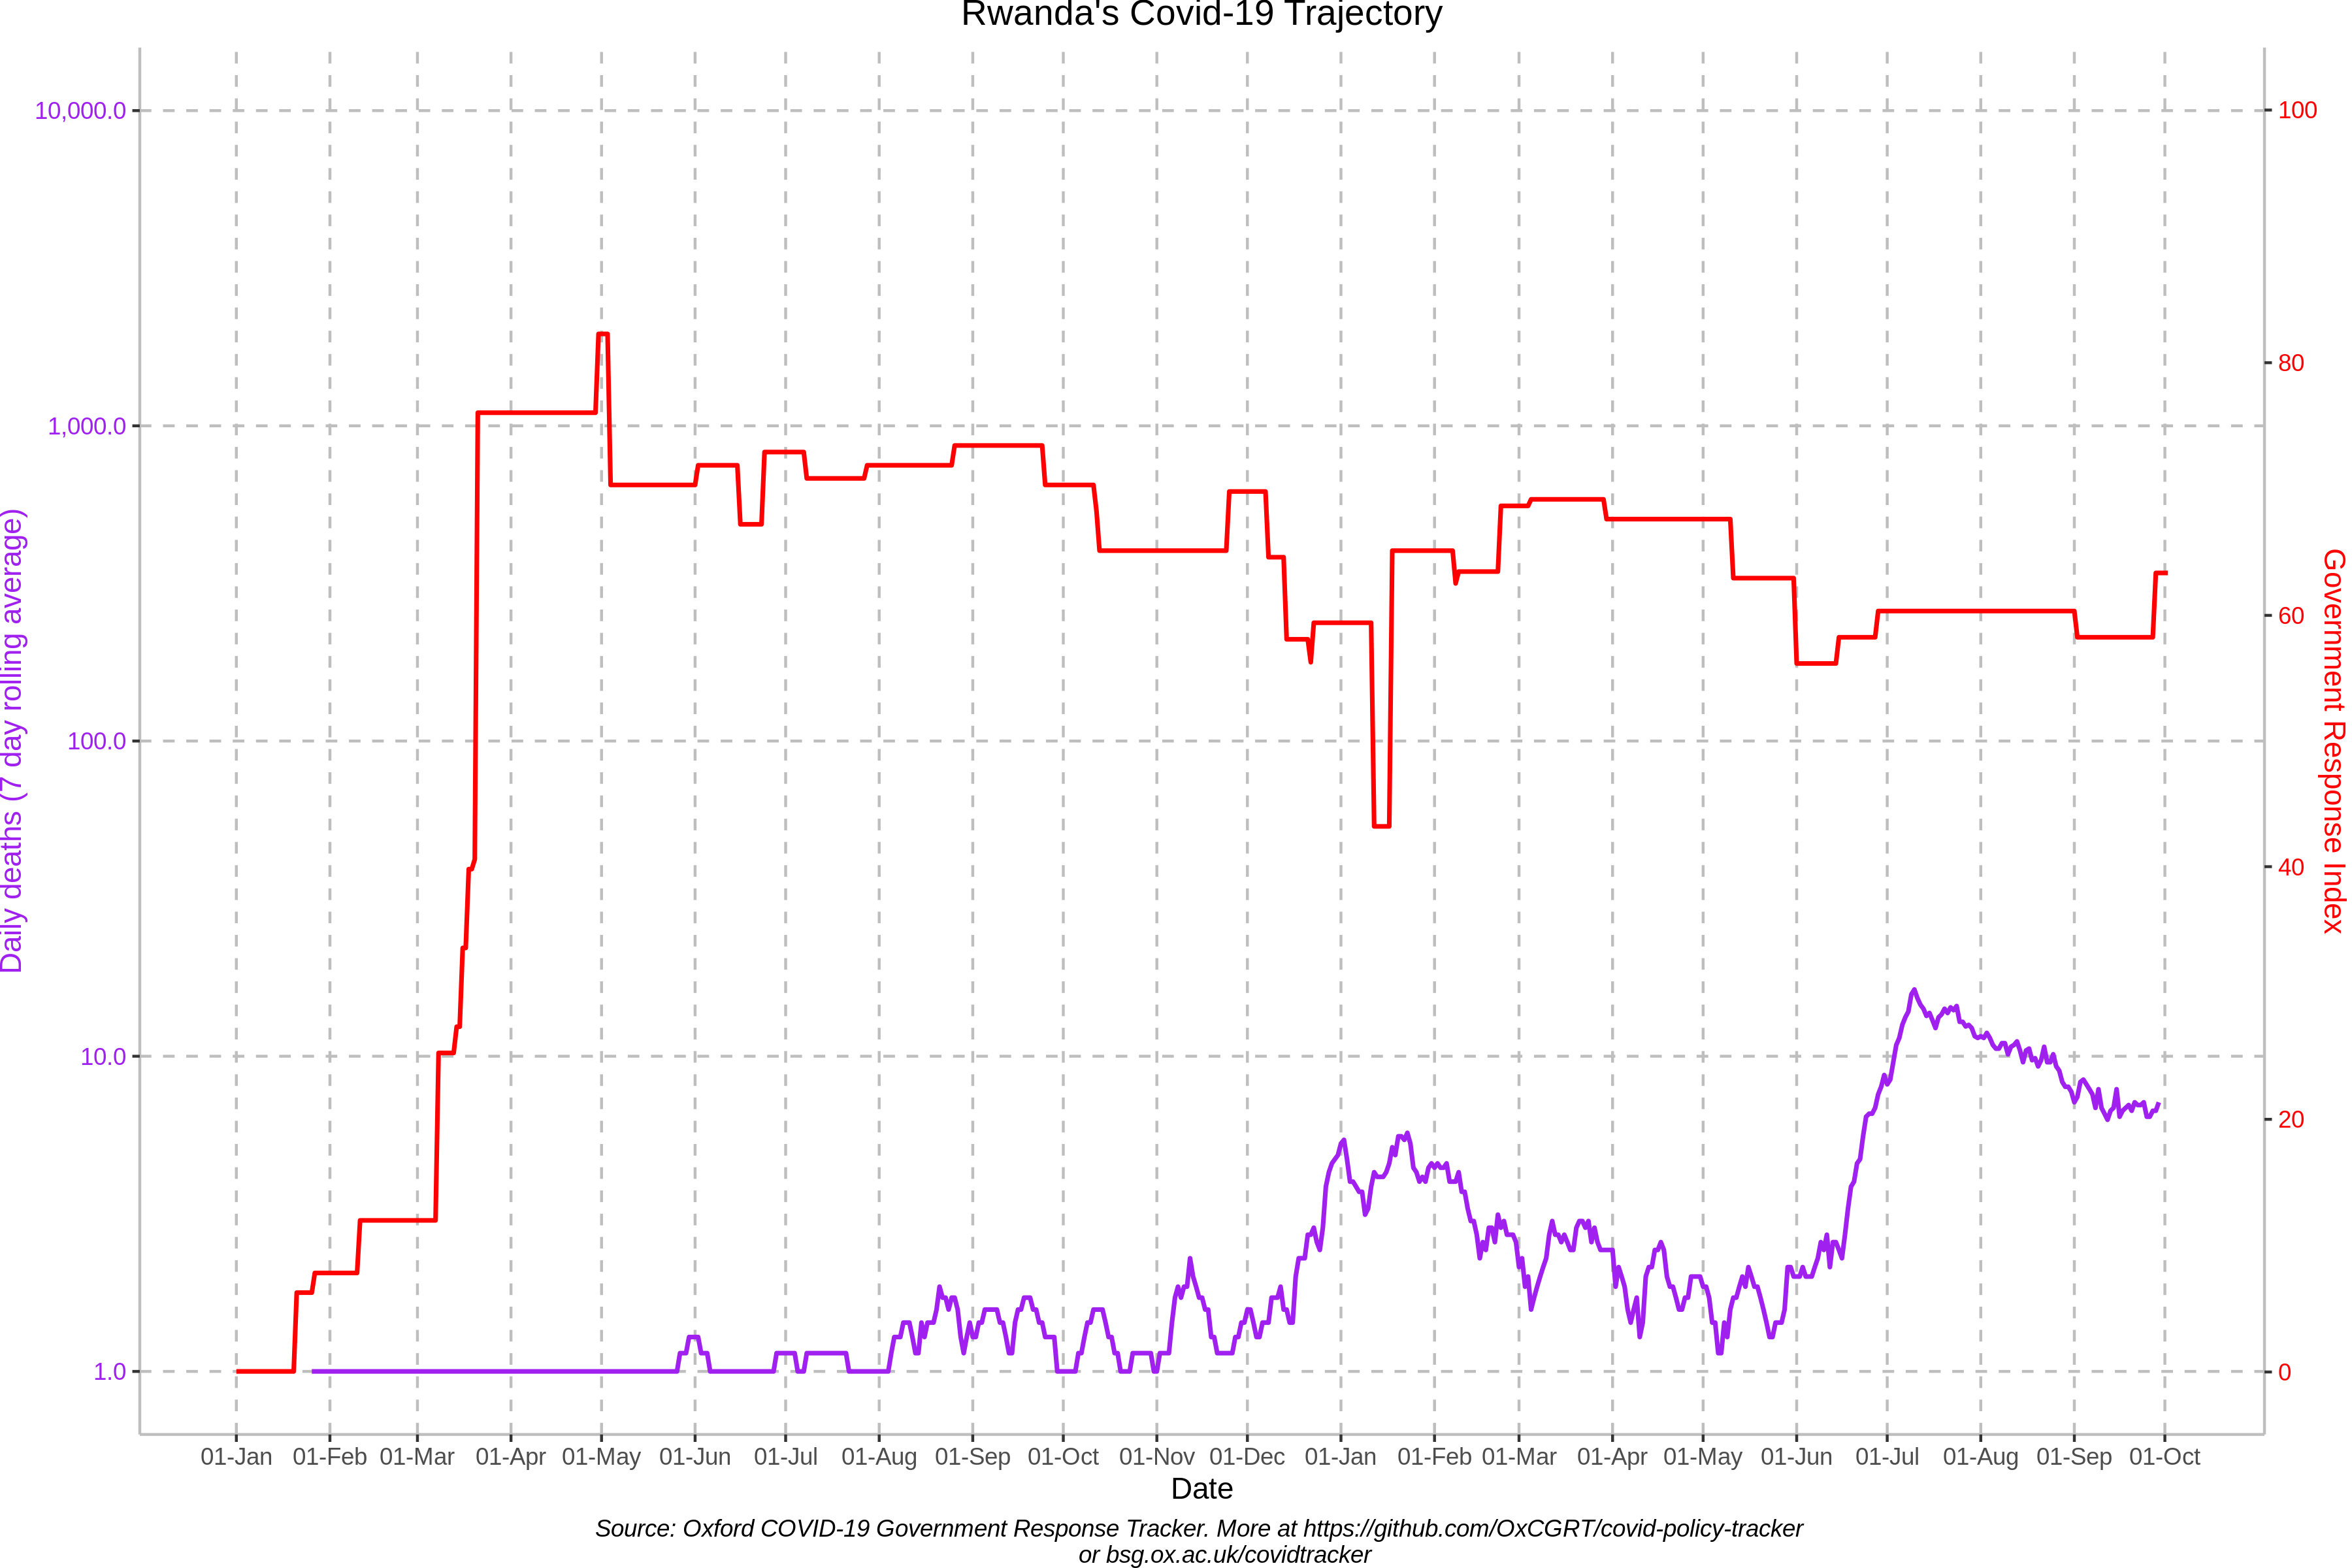 Rwanda's Covid-19 Trajectory
10,000.0
1,000.0
100.0
10.0
1.0
Daily deaths (7 day rolling average)
100
80
60
40
20
0
Government Response Index
01-Jan 01-Feb 01-Mar 01-Apr 01-May 01-Jun 01-Jul 01-Aug 01-Sep 01-Oct 01-Nov 01-Dec 01-Jan 01-Feb 01-Mar 01-Apr 01-May 01-Jun 01-Jul 01-Aug 01-Sep 01-Oct
Date
Source: Oxford COVID-19 Government Response Tracker. More at https://github.com/OxCGRT/covid-policy-tracker
or bsg.ox.ac.uk/covidtracker